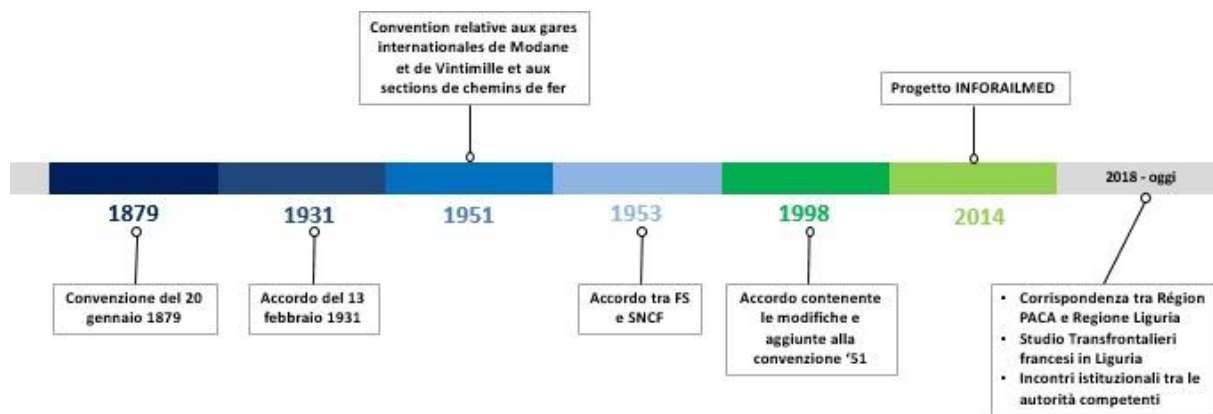 Convention relative aux gares
internationales de Modane
et de Vintimille et aux
sections de chemins de fer
Progetto INFORAILMED
2018 - oggi
1879
1931
1951
1953
1998
2014
Convenzione del 20
gennaio 1879
Accordo del 13
febbraio 1931
Accordo tra FS
e SNCF
Accordo contenente
le modifiche e
aggiunte alla
convenzione '51
• Corrispondenza tra Région
PACA e Regione Liguria
• Studio Transfrontalieri
francesi in Liguria
• Incontri istituzionali tra le
autorità competenti